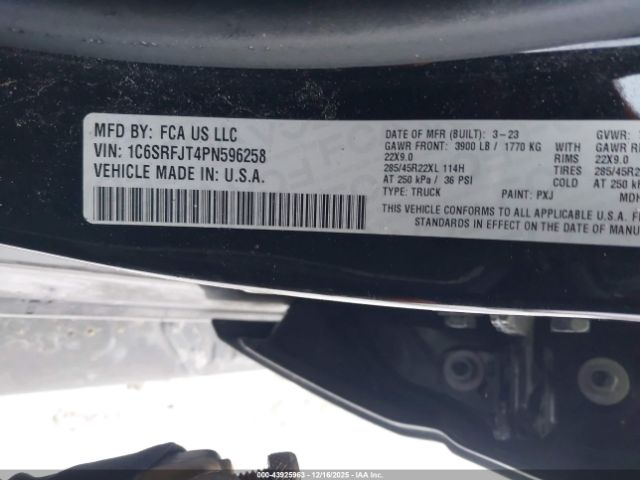 MFD BY: FCA US LLC
VIN: 1C6SRFJT4PN596258
VEHICLE MADE IN: U.S.A.
DATE OF MFR (BUILT): 3-23 GVWR:
GAWR FRONT: 3900 LB / 1770 KG WITH GAWR
22X9.0 RIMS 22X9.0
285/45R22XL 114H TIRES 285/45R2
AT 250 kPa / 36 PSI COLD AT 250 kP
TYPE: TRUCK PAINT: PXJ MDH
THIS VEHICLE CONFORMS TO ALL APPLICABLE U.S.A. F
STANDARDS IN EFFECT ON THE DATE OF MANU
000-43925963 - 12/16/2025 - IAA Inc.